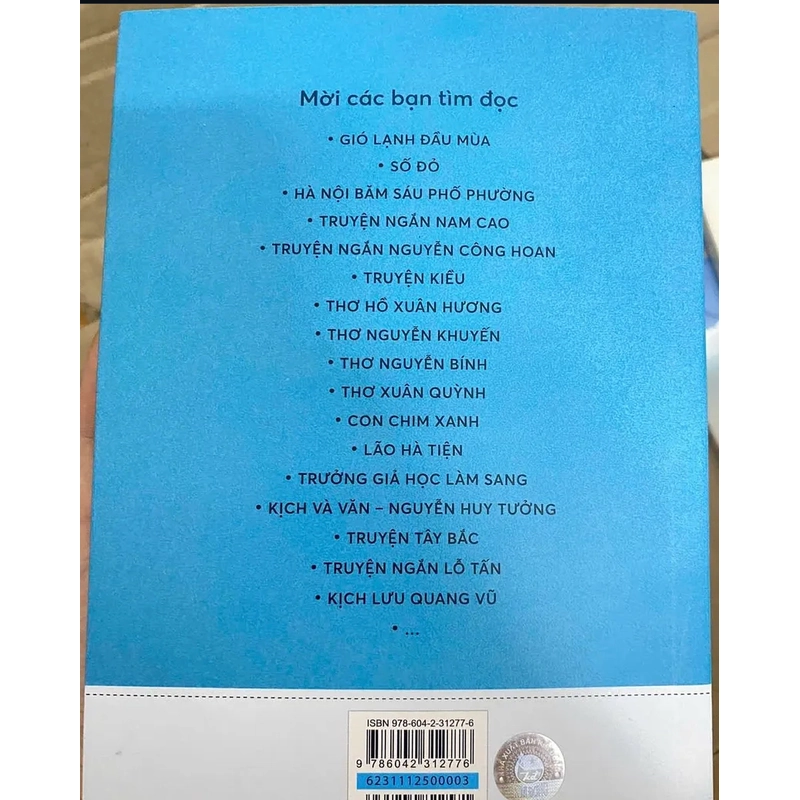 Mời các bạn tìm đọc
• GIÓ LẠNH ĐẦU MÙA
• SỐ ĐỎ
• HÀ NỘI BĂM SÁU PHỐ PHƯỜNG
• TRUYỆN NGẮN NAM CAO
• TRUYỆN NGẮN NGUYỄN CÔNG HOAN
• TRUYỆN KIỀU
• THƠ HỒ XUÂN HƯƠNG
• THƠ NGUYỄN KHUYẾN
• THƠ NGUYỄN BÍNH
• THƠ XUÂN QUỲNH
• CON CHIM XANH
• LÃO HÀ TIỆN
• TRƯỞNG GIẢ HỌC LÀM SANG
• KỊCH VÀ VĂN – NGUYỄN HUY TƯỞNG
• TRUYỆN TÂY BẮC
• TRUYỆN NGẮN LỖ TẤN
• KỊCH LƯU QUANG VŨ
• ...
ISBN 978-604-2-31277-6
9 786042 312776
6231112500003
XUẤT BẢN